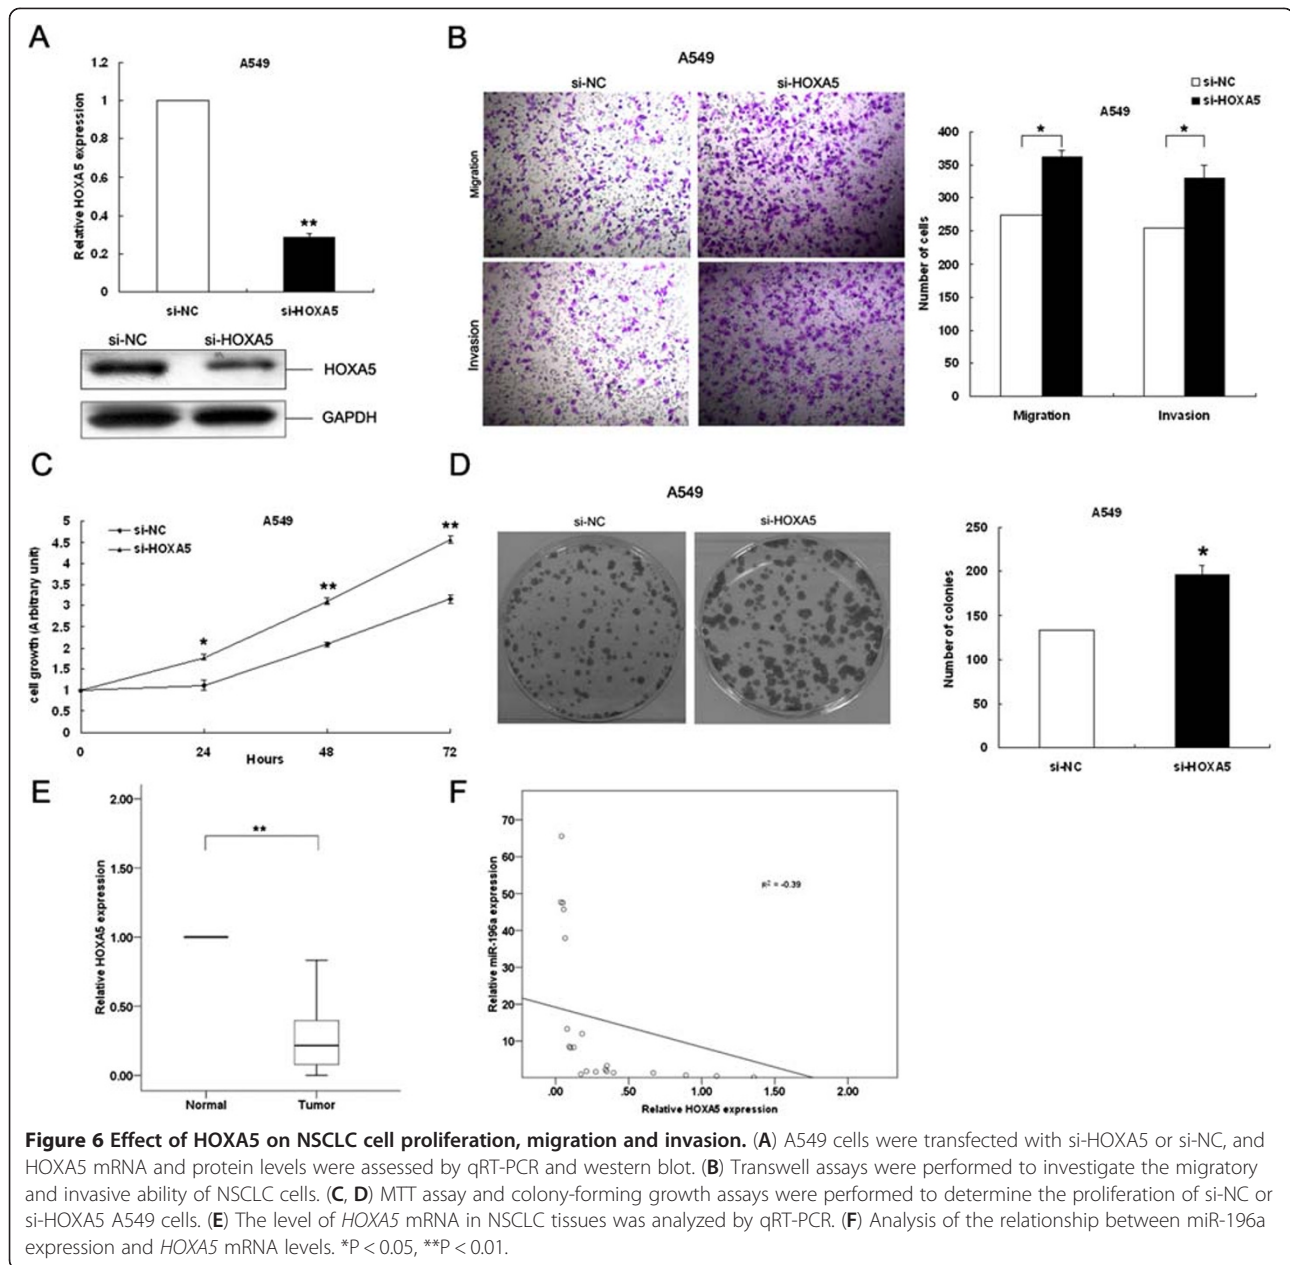 A
A549
1.2
1
0.8
0.6
0.4
0.2
0
Relative HOXA5 expression
**
si-NC
si-HOXA5
si-NC
si-HOXA5
HOXA5
GAPDH
B
A549
si-NC
si-HOXA5
Migration
Invasion
si-NC
si-HOXA5
A549
400
350
300
250
200
150
100
50
0
Number of cells
*
*
Migration
Invasion
C
A549
si-NC
si-HOXA5
5
4.5
4
3.5
3
2.5
2
1.5
1
0.5
0
cell growth (Arbitrary unit)
*
**
**
0
24
48
72
Hours
D
A549
si-NC
si-HOXA5
A549
250
200
150
100
50
0
Number of colonies
*
si-NC
si-HOXA5
E
2.00
1.50
1.00
0.50
0.00
Relative HOXA5 expression
**
Normal
Tumor
F
70
60
50
40
30
20
10
Relative miR-196a expression
R² = -0.39
.00
.50
1.00
1.50
2.00
Relative HOXA5 expression
Figure 6 Effect of HOXA5 on NSCLC cell proliferation, migration and invasion. (A) A549 cells were transfected with si-HOXA5 or si-NC, and
HOXA5 mRNA and protein levels were assessed by qRT-PCR and western blot. (B) Transwell assays were performed to investigate the migratory
and invasive ability of NSCLC cells. (C, D) MTT assay and colony-forming growth assays were performed to determine the proliferation of si-NC or
si-HOXA5 A549 cells. (E) The level of HOXA5 mRNA in NSCLC tissues was analyzed by qRT-PCR. (F) Analysis of the relationship between miR-196a
expression and HOXA5 mRNA levels. *P < 0.05, **P < 0.01.